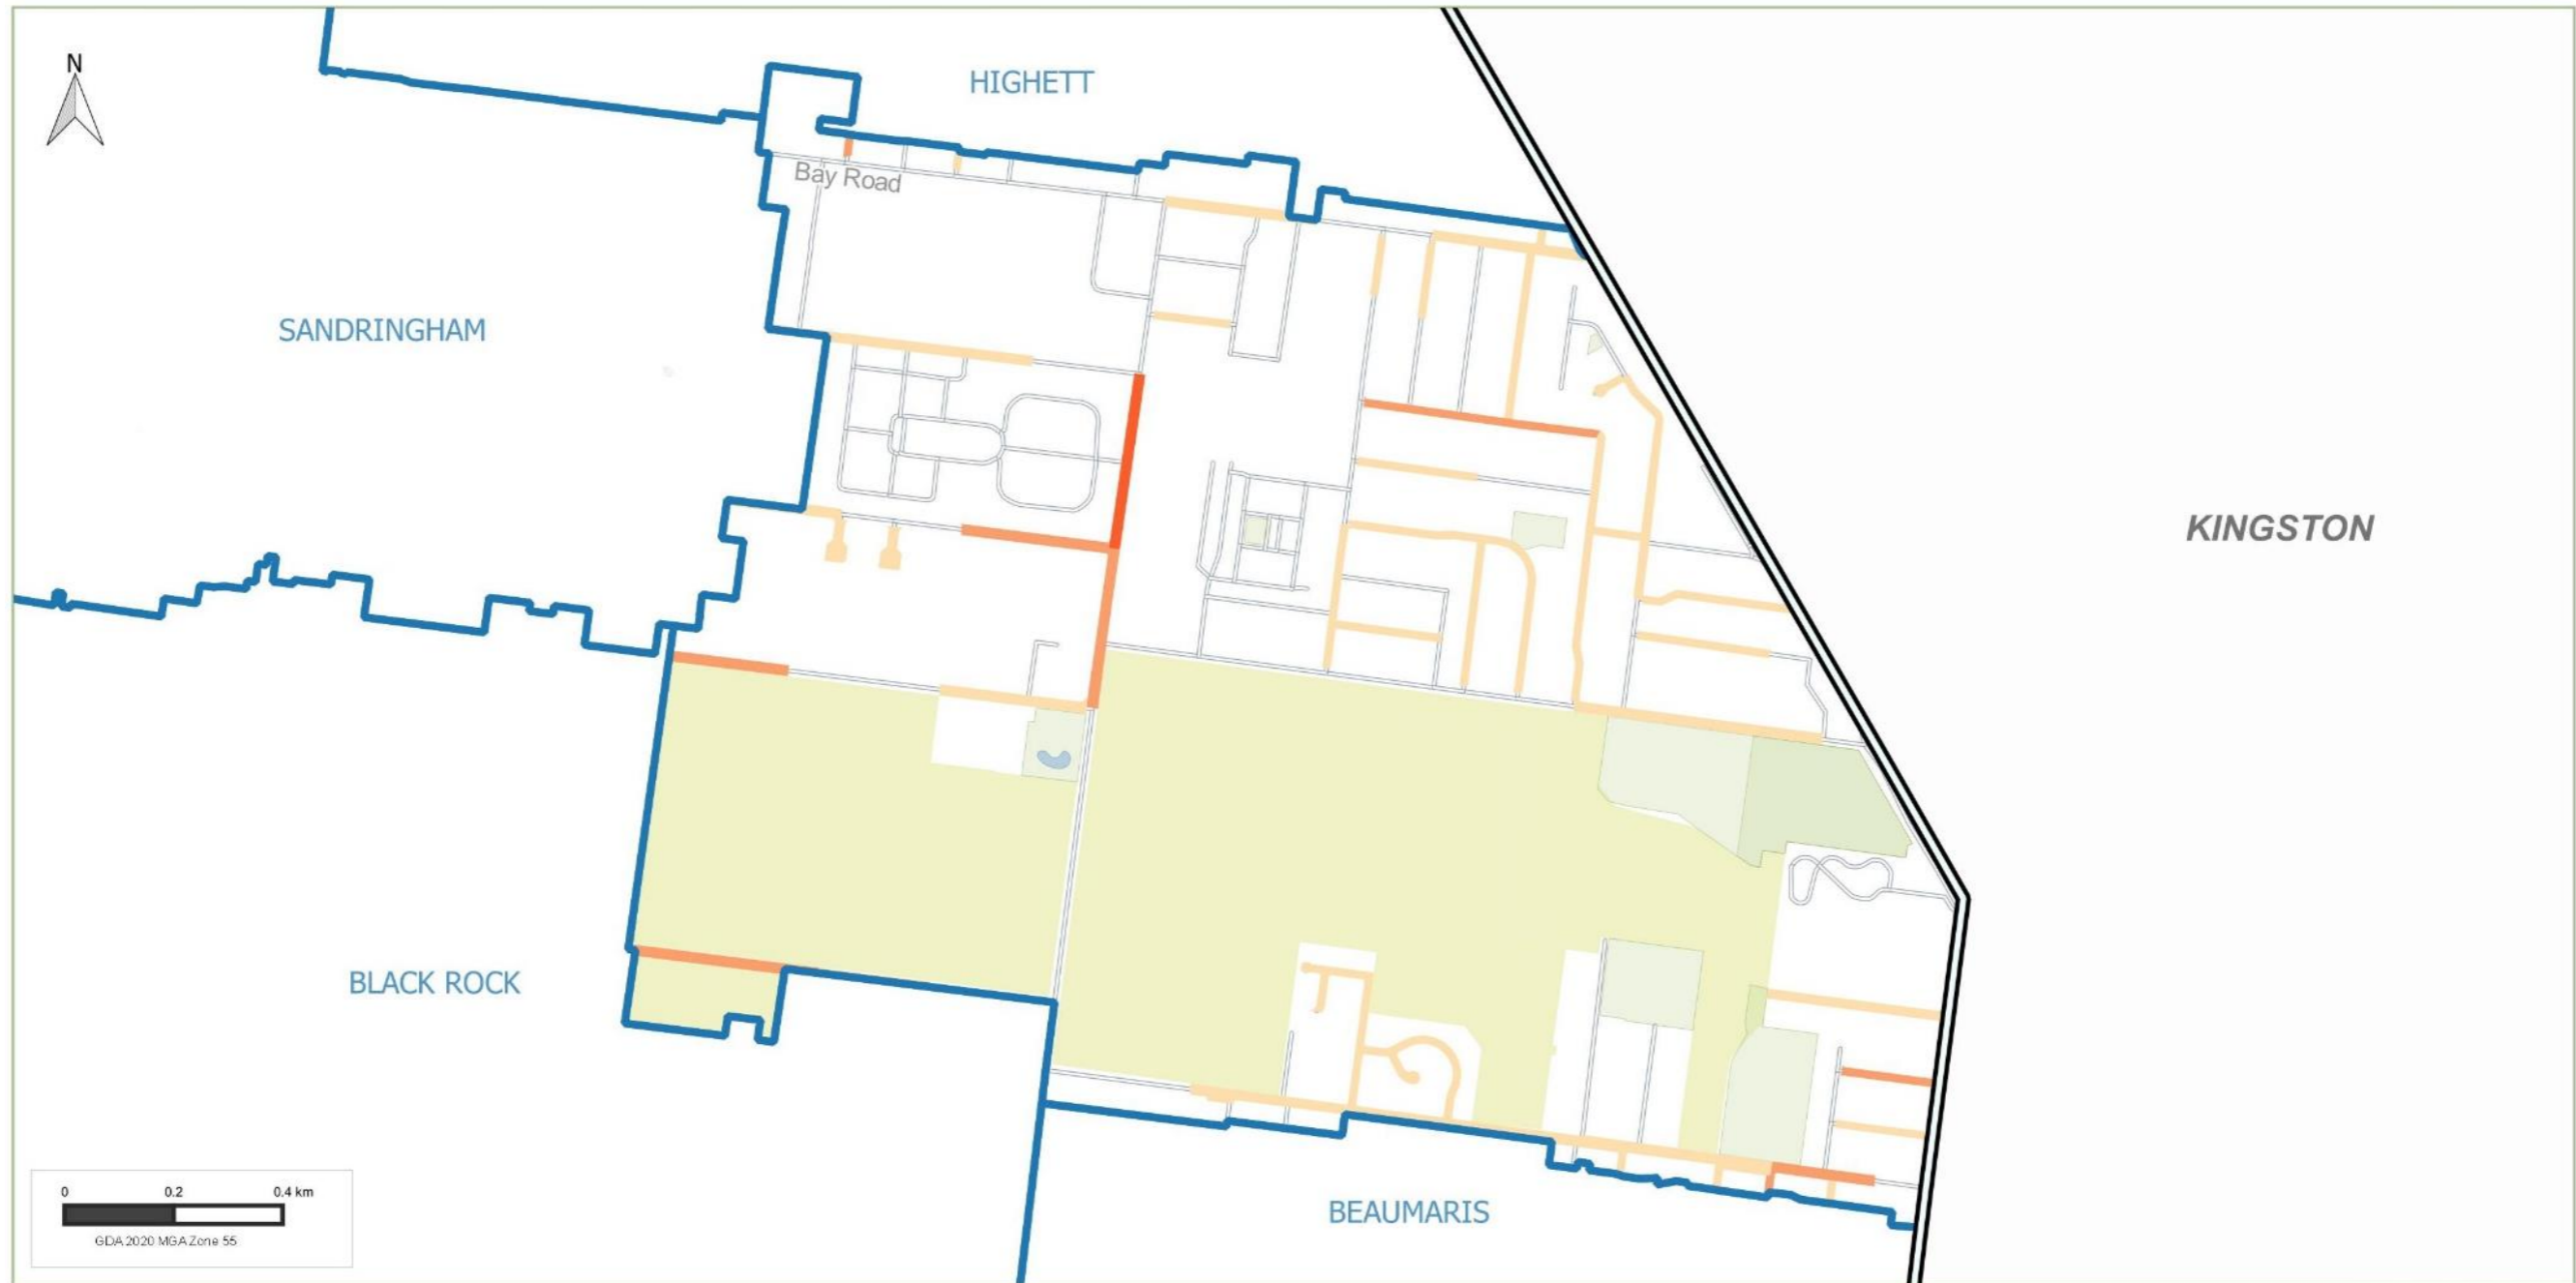 N
HIGHETT
Bay Road
SANDRINGHAM
KINGSTON
BLACK ROCK
BEAUMARIS
0 0.2 0.4 km
GDA 2020 MGA Zone 55